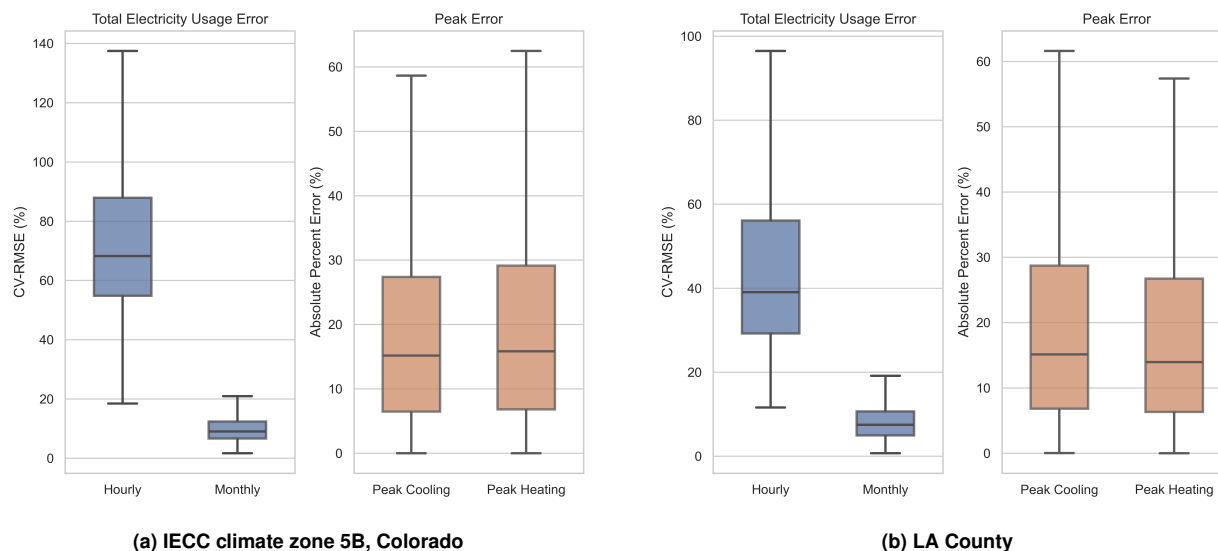 Total Electricity Usage Error
CV-RMSE (%)
140
120
100
80
60
40
20
0
Hourly Monthly
Peak Error
Absolute Percent Error (%)
60
50
40
30
20
10
0
Peak Cooling Peak Heating
(a) IECC climate zone 5B, Colorado
Total Electricity Usage Error
CV-RMSE (%)
100
80
60
40
20
0
Hourly Monthly
Peak Error
Absolute Percent Error (%)
60
50
40
30
20
10
0
Peak Cooling Peak Heating
(b) LA County